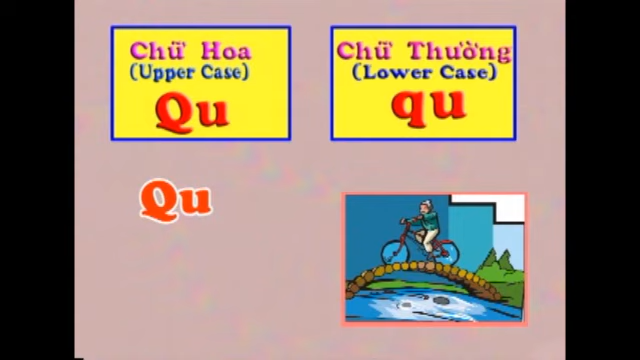 Chữ Hoa
(Upper Case)
Qu
Chữ Thường
(Lower Case)
qu
Qu